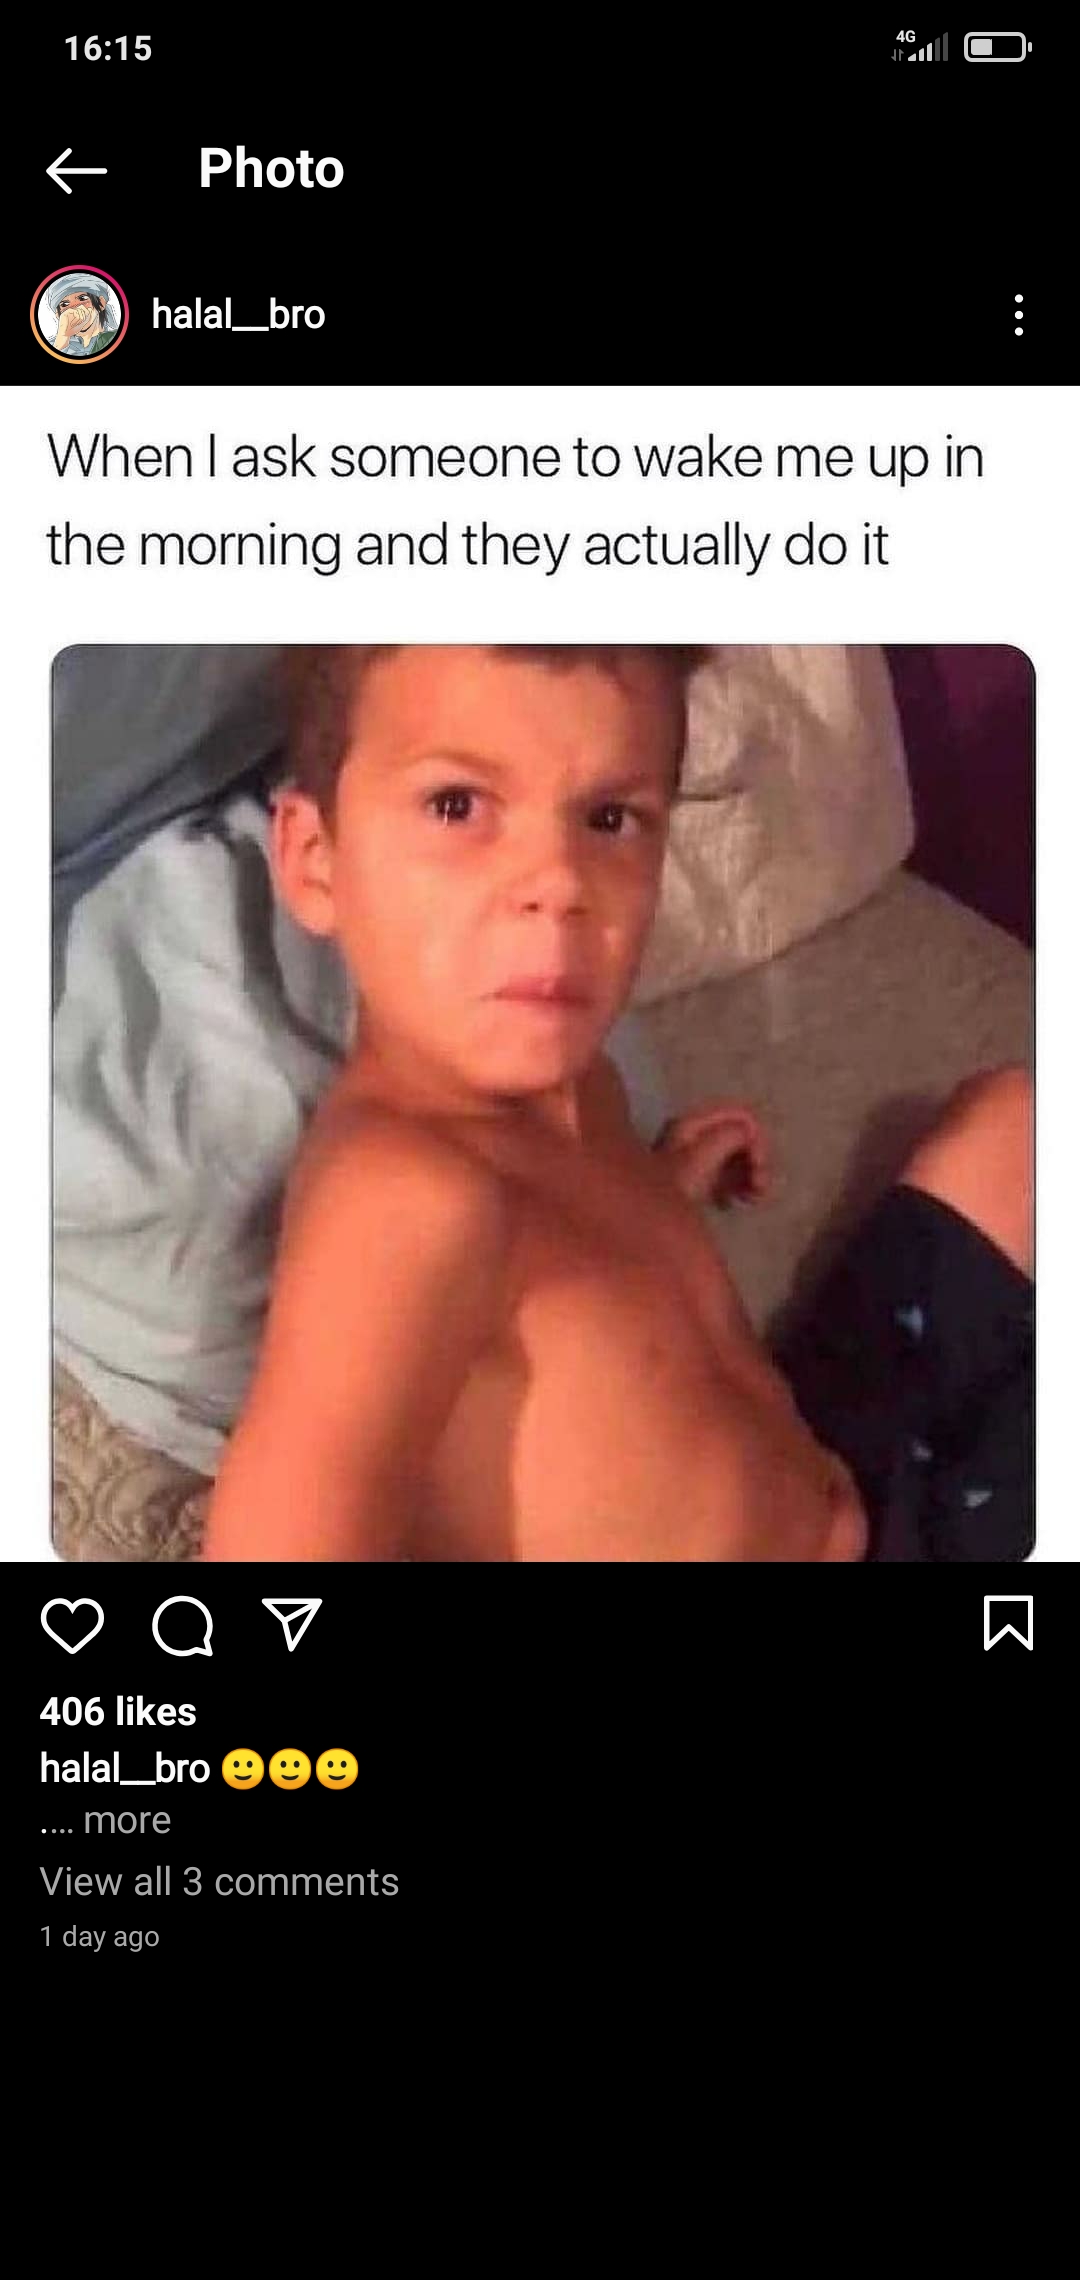 16:15
4G
Photo
halal__bro
When I ask someone to wake me up in
the morning and they actually do it
406 likes
halal__bro 🙂🙂🙂
.... more
View all 3 comments
1 day ago